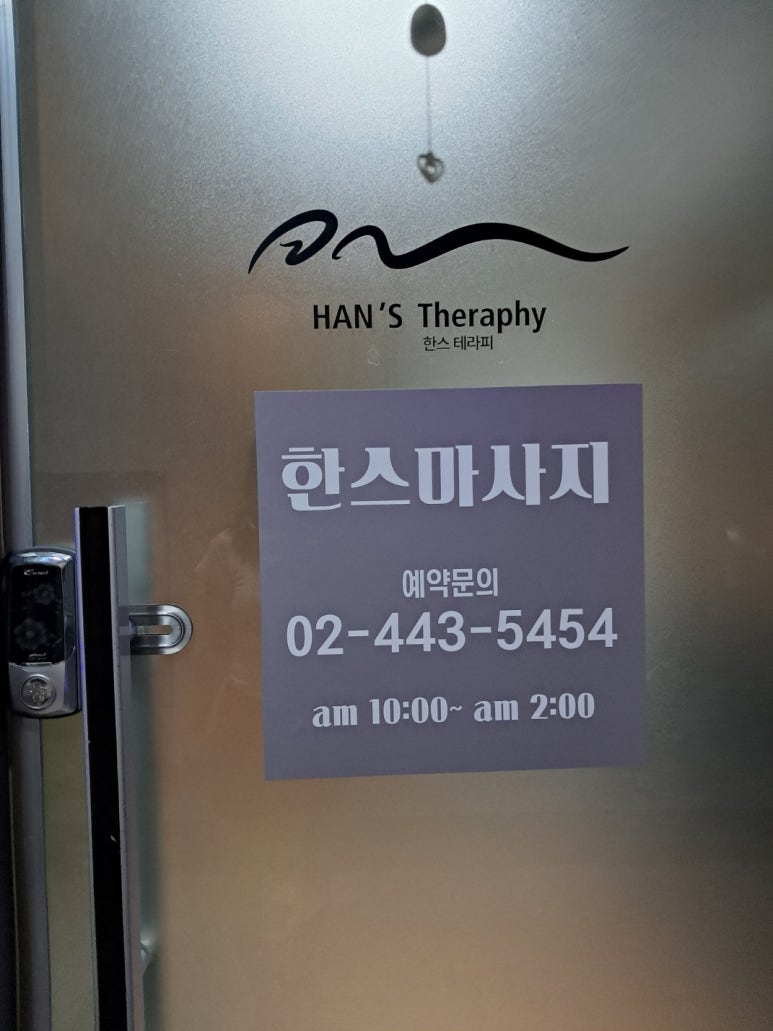 HAN'S Theraphy
한스 테라피
한스마사지
예약문의
02-443-5454
am 10:00~ am 2:00